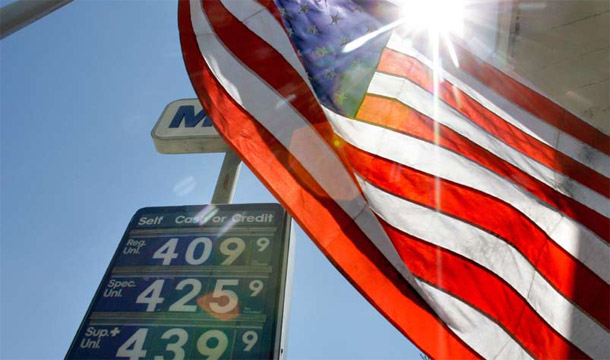 M
Self Cash or Credit
Reg.
Unl. 409 9
Spec.
Unl. 425 9
Sup.+
Unl. 439 9